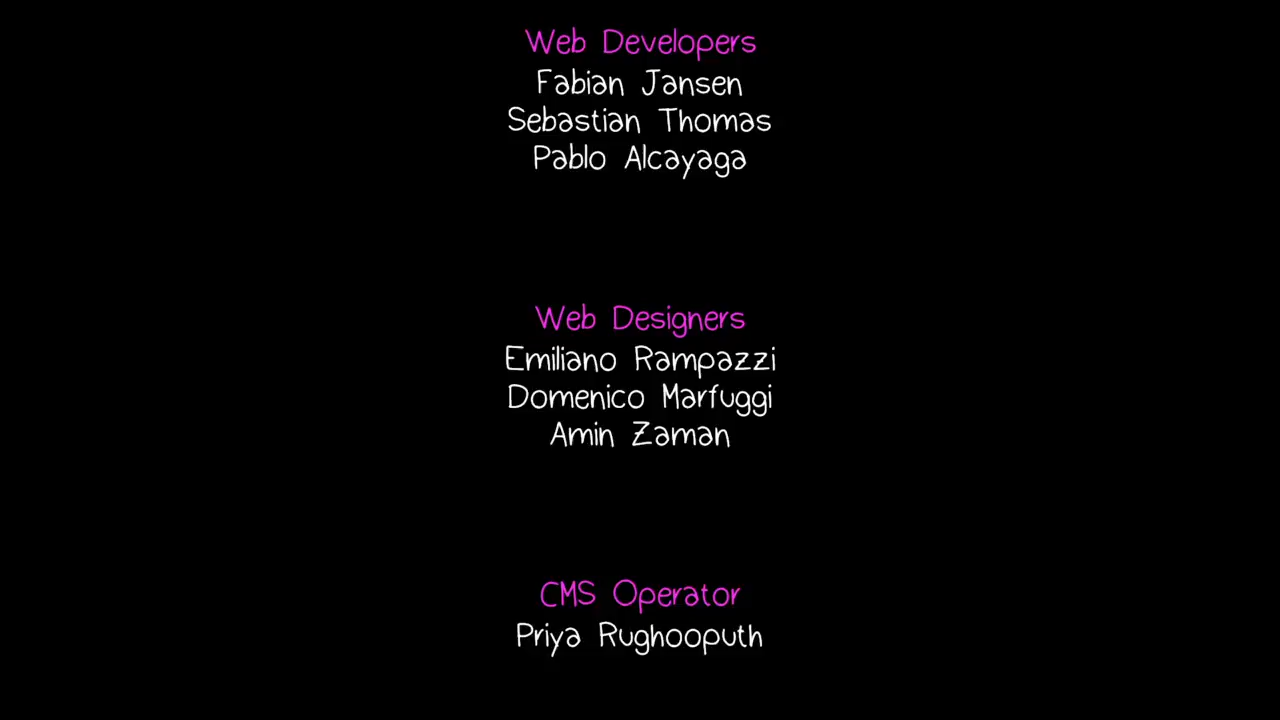 Web Developers
Fabian Jansen
Sebastian Thomas
Pablo Alcayaga
Web Designers
Emiliano Rampazzi
Domenico Marfuggi
Amin Zaman
CMS Operator
Priya Rughooputh